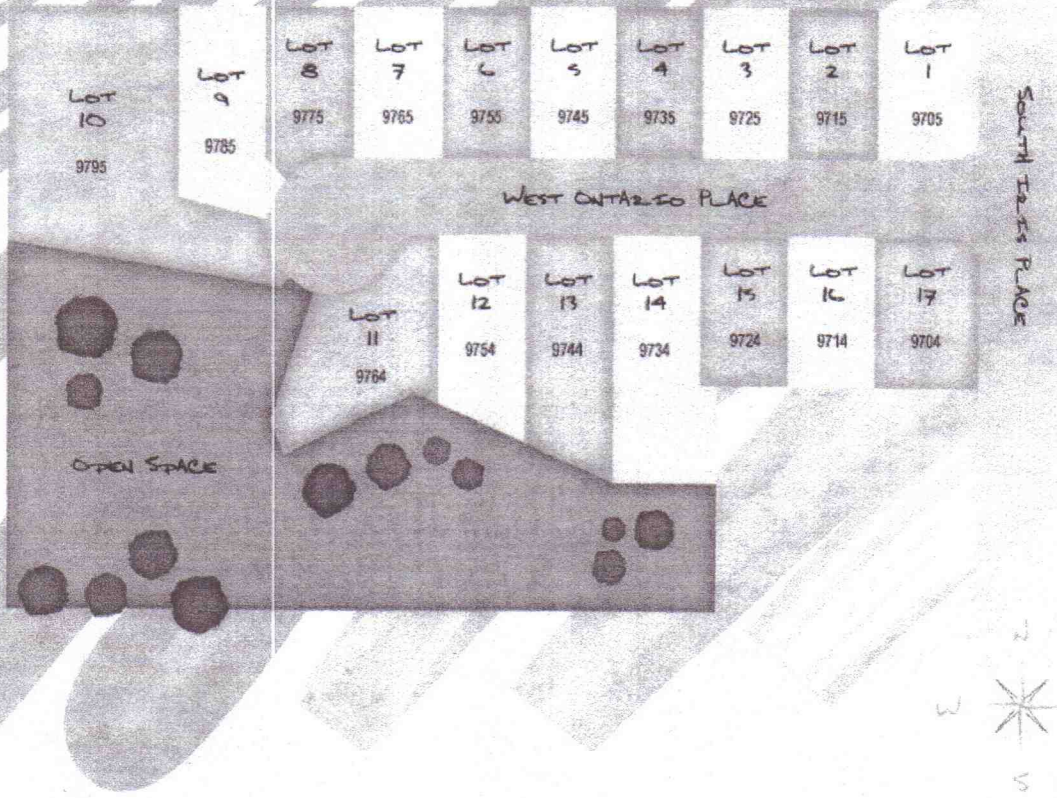 LOT
10
9795
LOT
9
9785
LOT
8
9775
LOT
7
9765
LOT
6
9755
LOT
5
9745
LOT
4
9735
LOT
3
9725
LOT
2
9715
LOT
1
9705
SOUTH IRIS PLACE
WEST ONTARIO PLACE
LOT
11
9764
LOT
12
9754
LOT
13
9744
LOT
14
9734
LOT
15
9724
LOT
16
9714
LOT
17
9704
OPEN SPACE
N
W
S